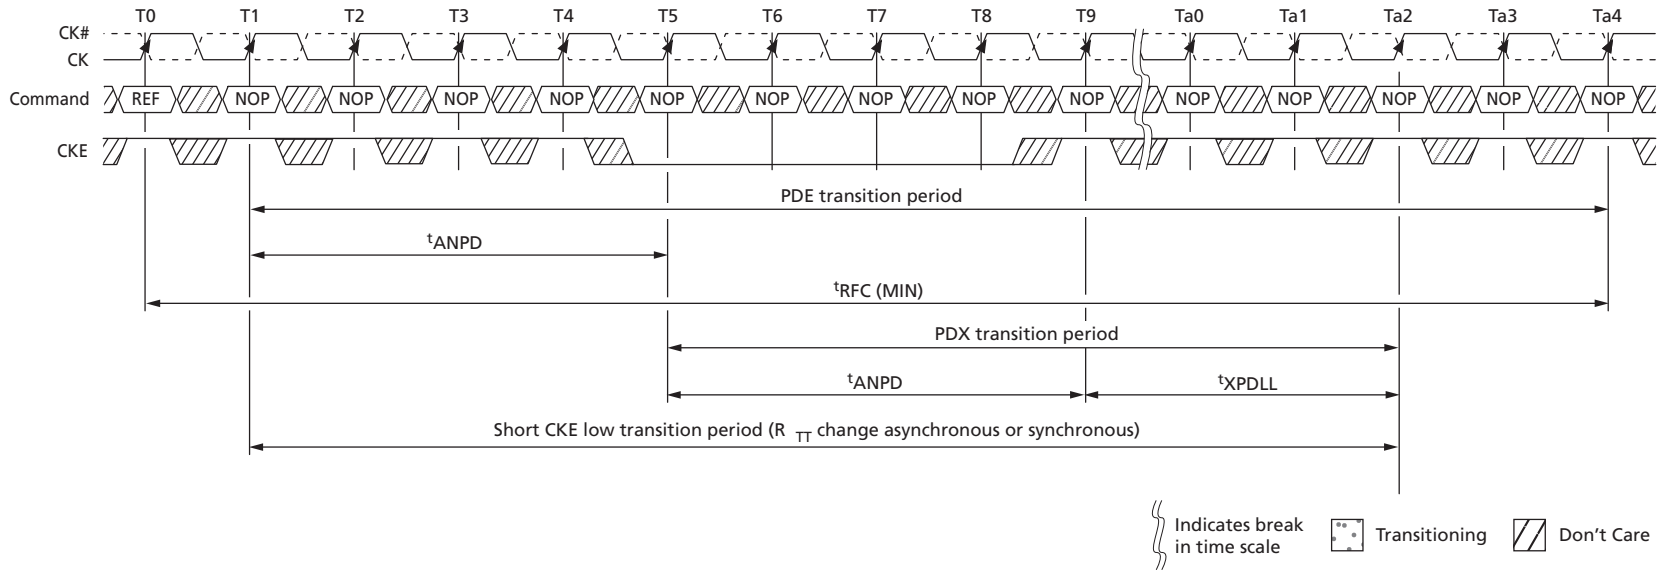 T0 T1 T2 T3 T4 T5 T6 T7 T8 T9 Ta0 Ta1 Ta2 Ta3 Ta4
CK#
CK
Command REF NOP NOP NOP NOP NOP NOP NOP NOP NOP NOP NOP NOP NOP NOP
CKE
PDE transition period
tANPD
tRFC (MIN)
PDX transition period
tANPD tXPDLL
Short CKE low transition period (R TT change asynchronous or synchronous)
Indicates break
in time scale
Transitioning
Don't Care